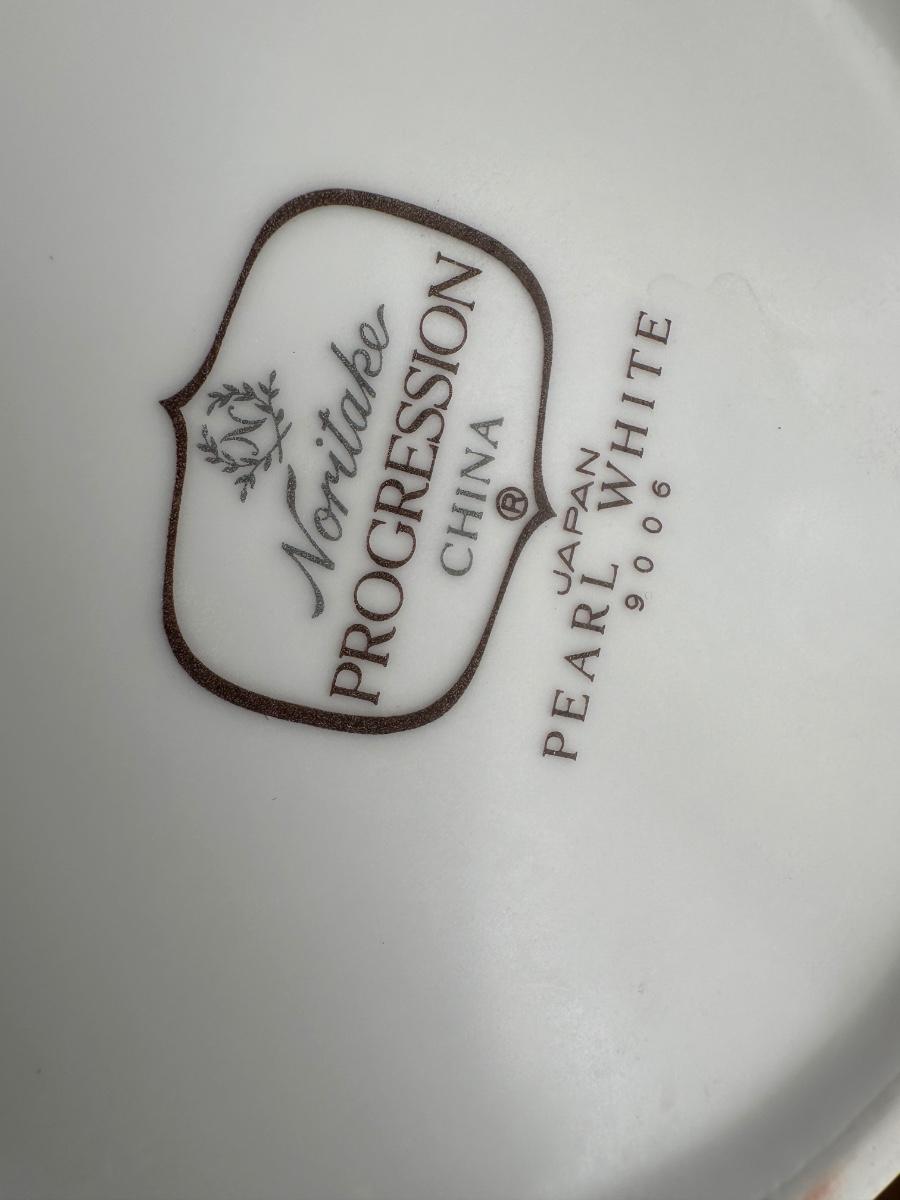 N
Noritake
PROGRESSION
CHINA
®
JAPAN
PEARL WHITE
9006